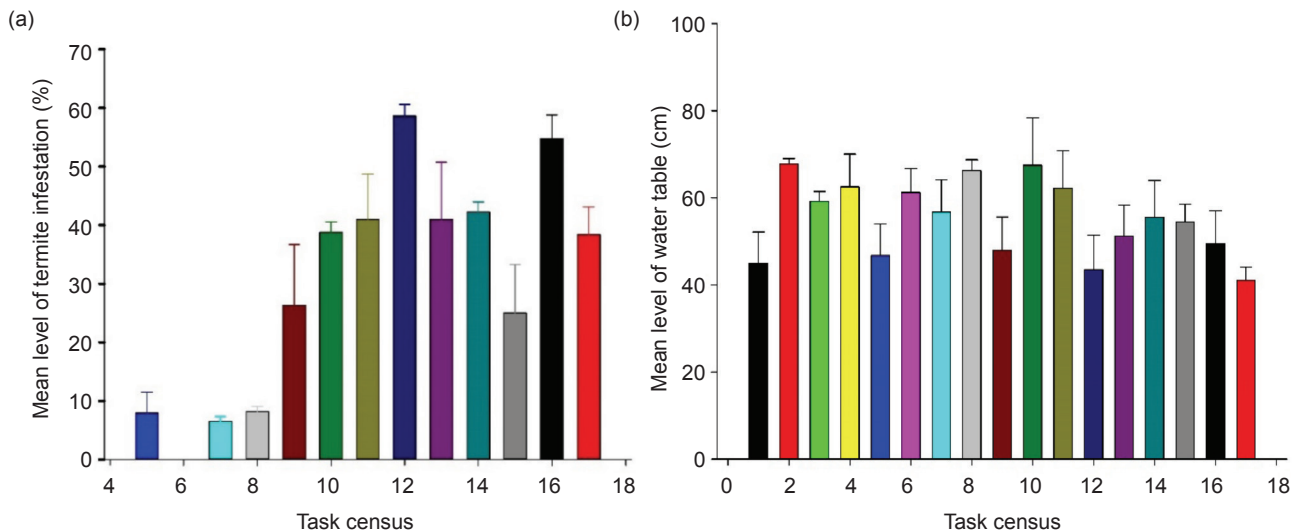 (a)
70
60
50
40
30
20
10
0
4 6 8 10 12 14 16 18
Mean level of termite infestation (%)
Task census
(b)
100
80
60
40
20
0
0 2 4 6 8 10 12 14 16 18
Mean level of water table (cm)
Task census